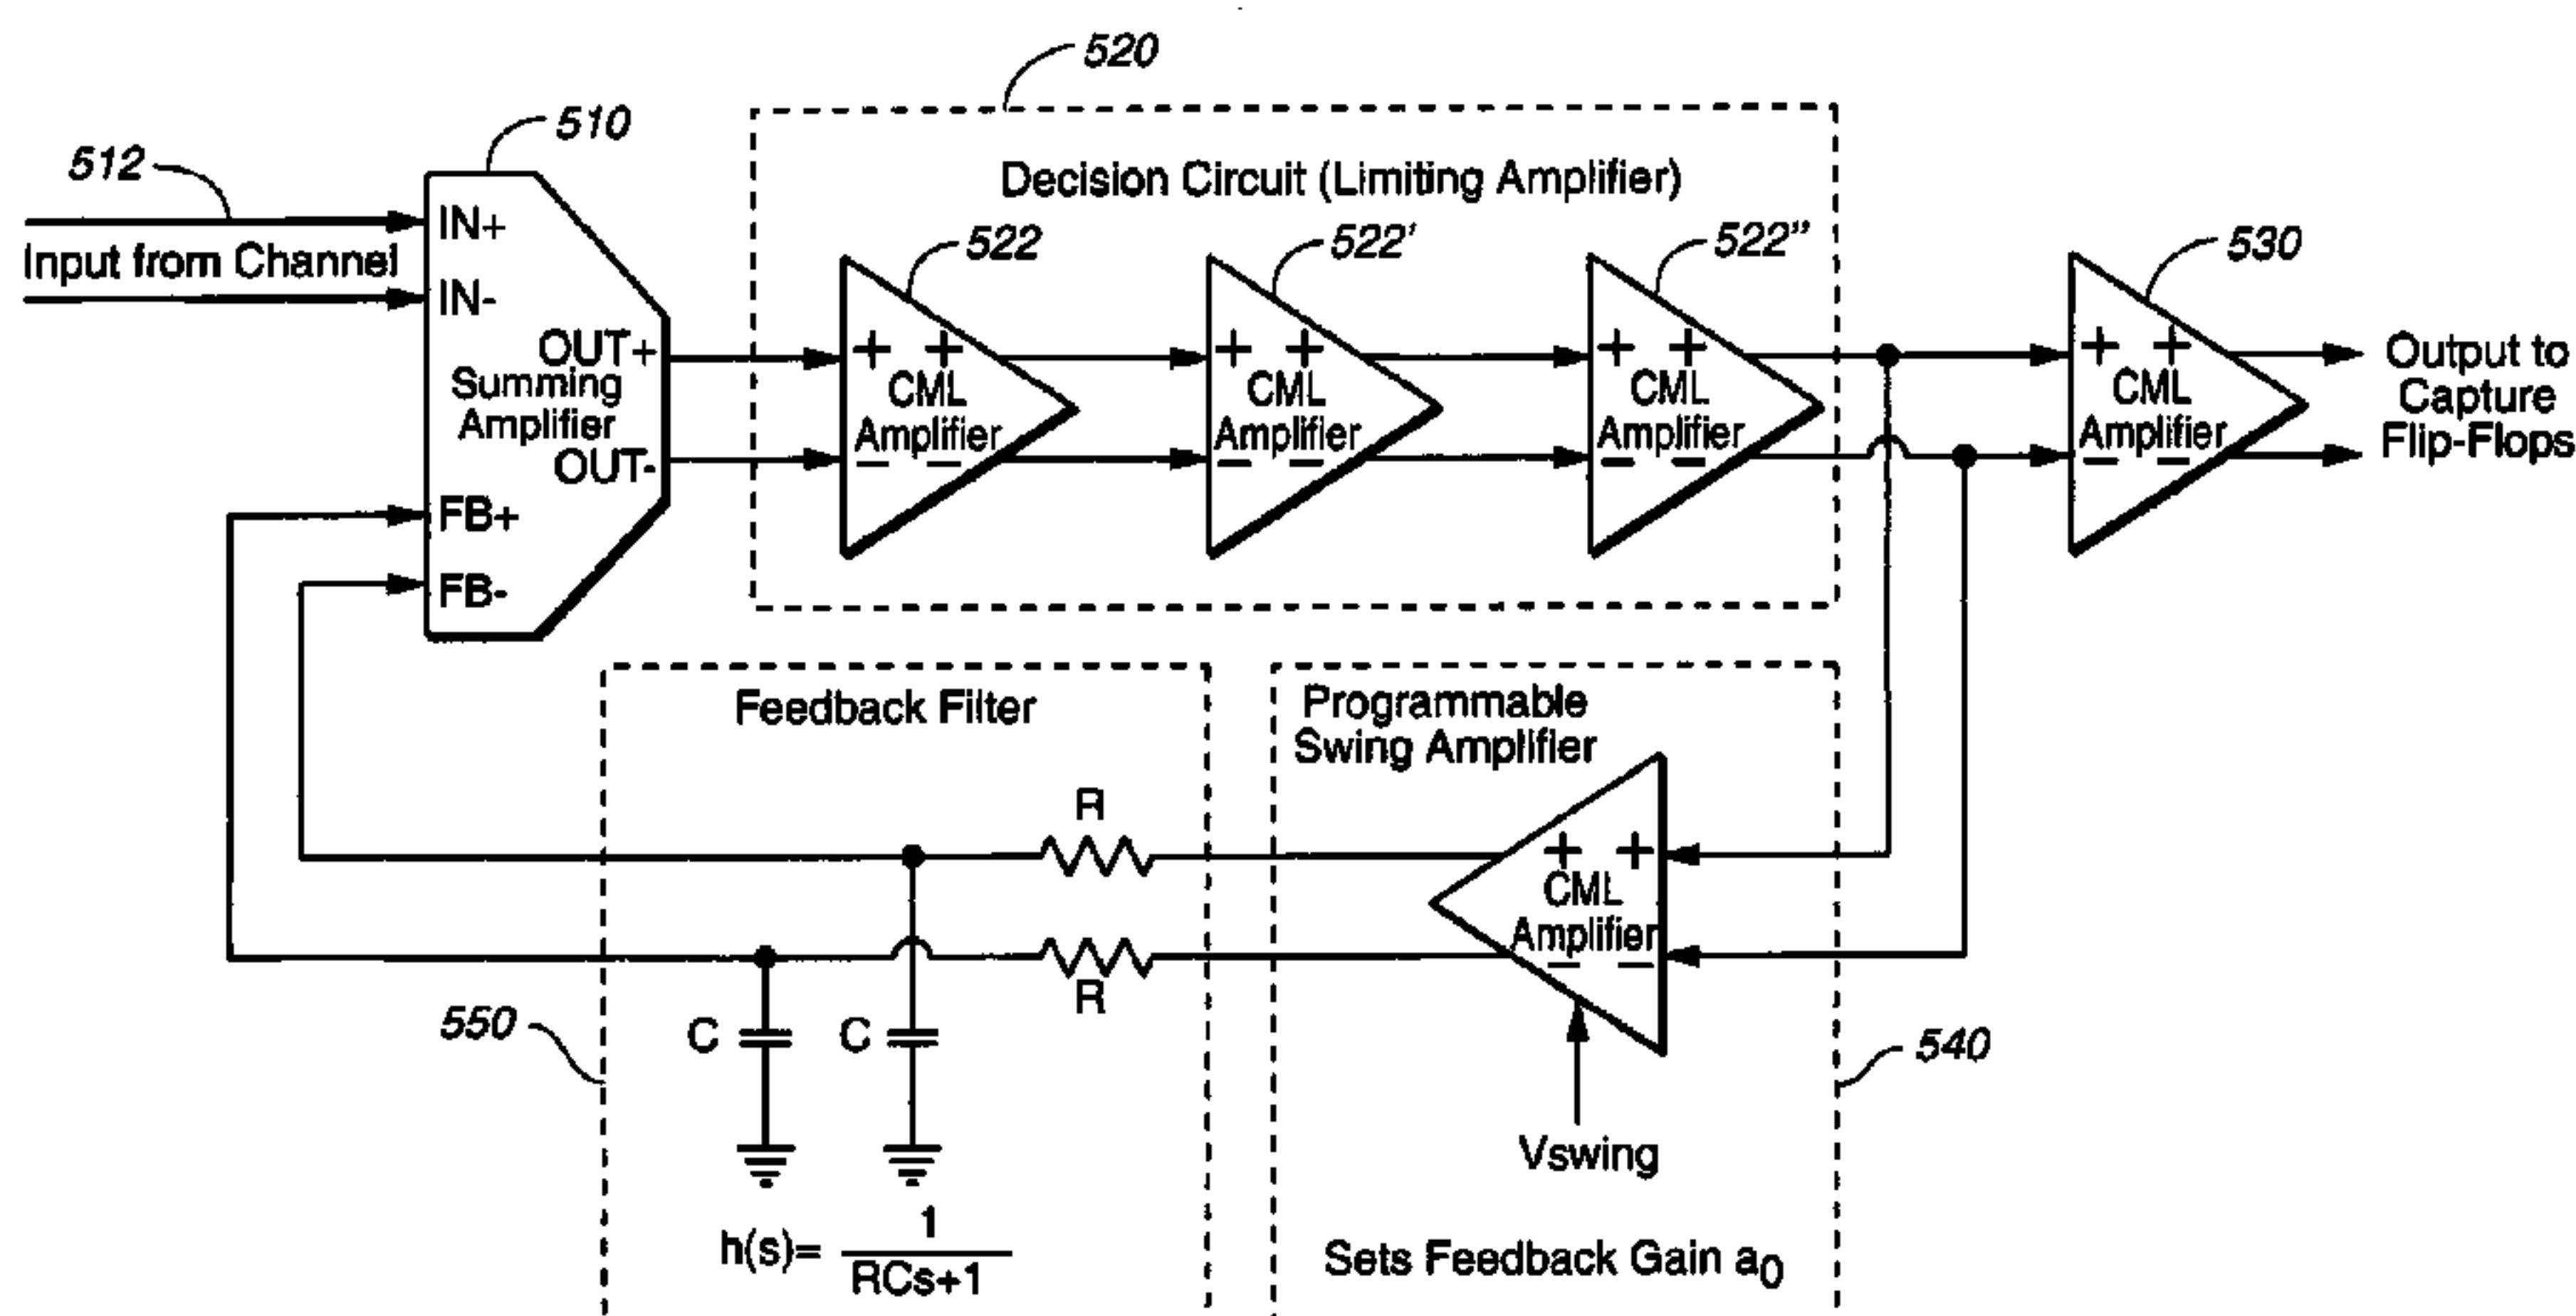 520
510
512
Decision Circuit (Limiting Amplifier)
IN+
Input from Channel
IN-
522
522'
522"
530
OUT+
Summing
Amplifier
OUT-
+ +
CML
Amplifier
- -
+ +
CML
Amplifier
- -
+ +
CML
Amplifier
- -
+ +
CML
Amplifier
- -
Output to
Capture
Flip-Flops
FB+
FB-
Feedback Filter
Programmable
Swing Amplifier
R
R
+ +
CML
Amplifier
- -
550
C
C
540
Vswing
h(s)= 1/(RCs+1)
Sets Feedback Gain a0